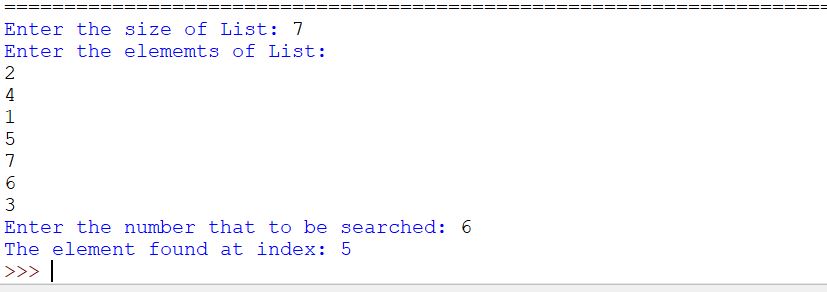 Enter the size of List: 7
Enter the elememts of List:
2
4
1
5
7
6
3
Enter the number that to be searched: 6
The element found at index: 5
>>>